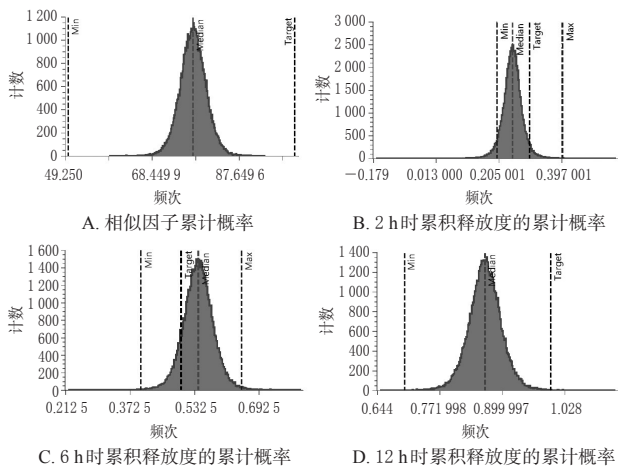 1 200
1 000
800
600
400
200
0
计数
Min
Median
Target
49.250
68.449 9
87.649 6
频次
A. 相似因子累计概率
3 000
2 500
2 000
1 500
1 000
500
0
计数
Min
Median
Target
Max
−0.179
0.013 000
0.205 001
0.397 001
频次
B. 2 h时累积释放度的累计概率
1 600
1 400
1 200
1 000
800
600
400
200
0
计数
Min
Target
Median
Max
0.212 5
0.372 5
0.532 5
0.692 5
频次
C. 6 h时累积释放度的累计概率
1 400
1 200
1 000
800
600
400
200
0
计数
Min
Median
Target
0.644
0.771 998
0.899 997
1.028
频次
D. 12 h时累积释放度的累计概率